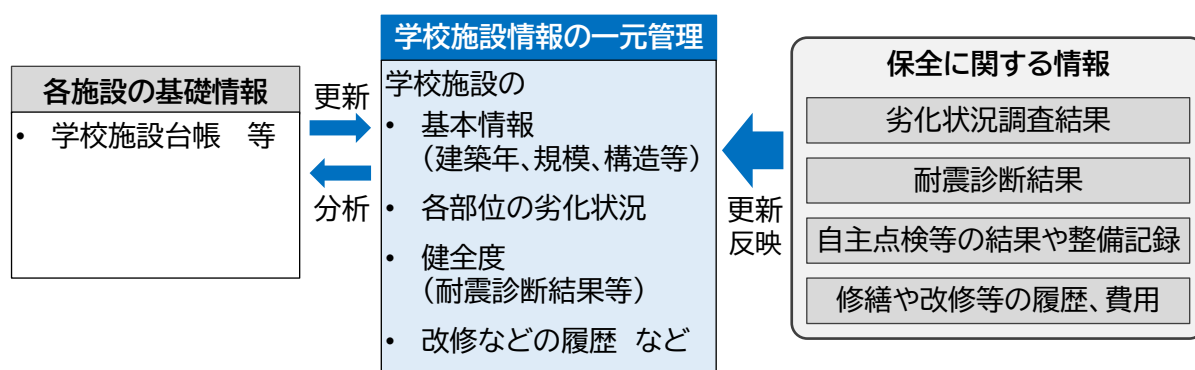 各施設の基礎情報
• 学校施設台帳　等
更新
分析
学校施設情報の一元管理
学校施設の
• 基本情報
（建築年、規模、構造等）
• 各部位の劣化状況
• 健全度
（耐震診断結果等）
• 改修などの履歴 など
更新
反映
保全に関する情報
劣化状況調査結果
耐震診断結果
自主点検等の結果や整備記録
修繕や改修等の履歴、費用